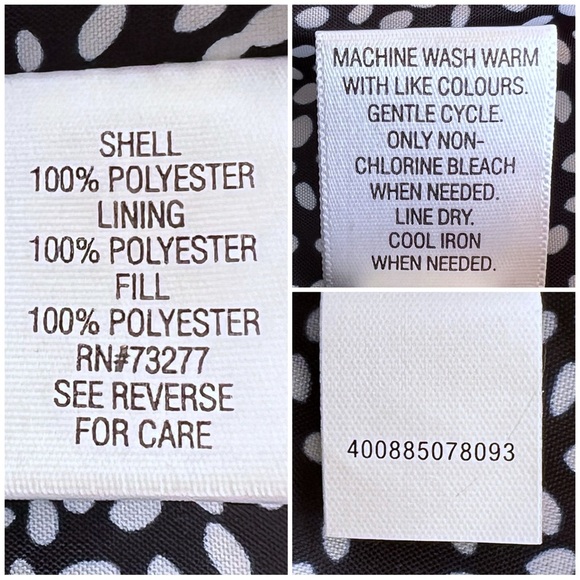 SHELL
100% POLYESTER
LINING
100% POLYESTER
FILL
100% POLYESTER
RN#73277
SEE REVERSE
FOR CARE
MACHINE WASH WARM
WITH LIKE COLOURS.
GENTLE CYCLE.
ONLY NON-
CHLORINE BLEACH
WHEN NEEDED.
LINE DRY.
COOL IRON
WHEN NEEDED.
400885078093